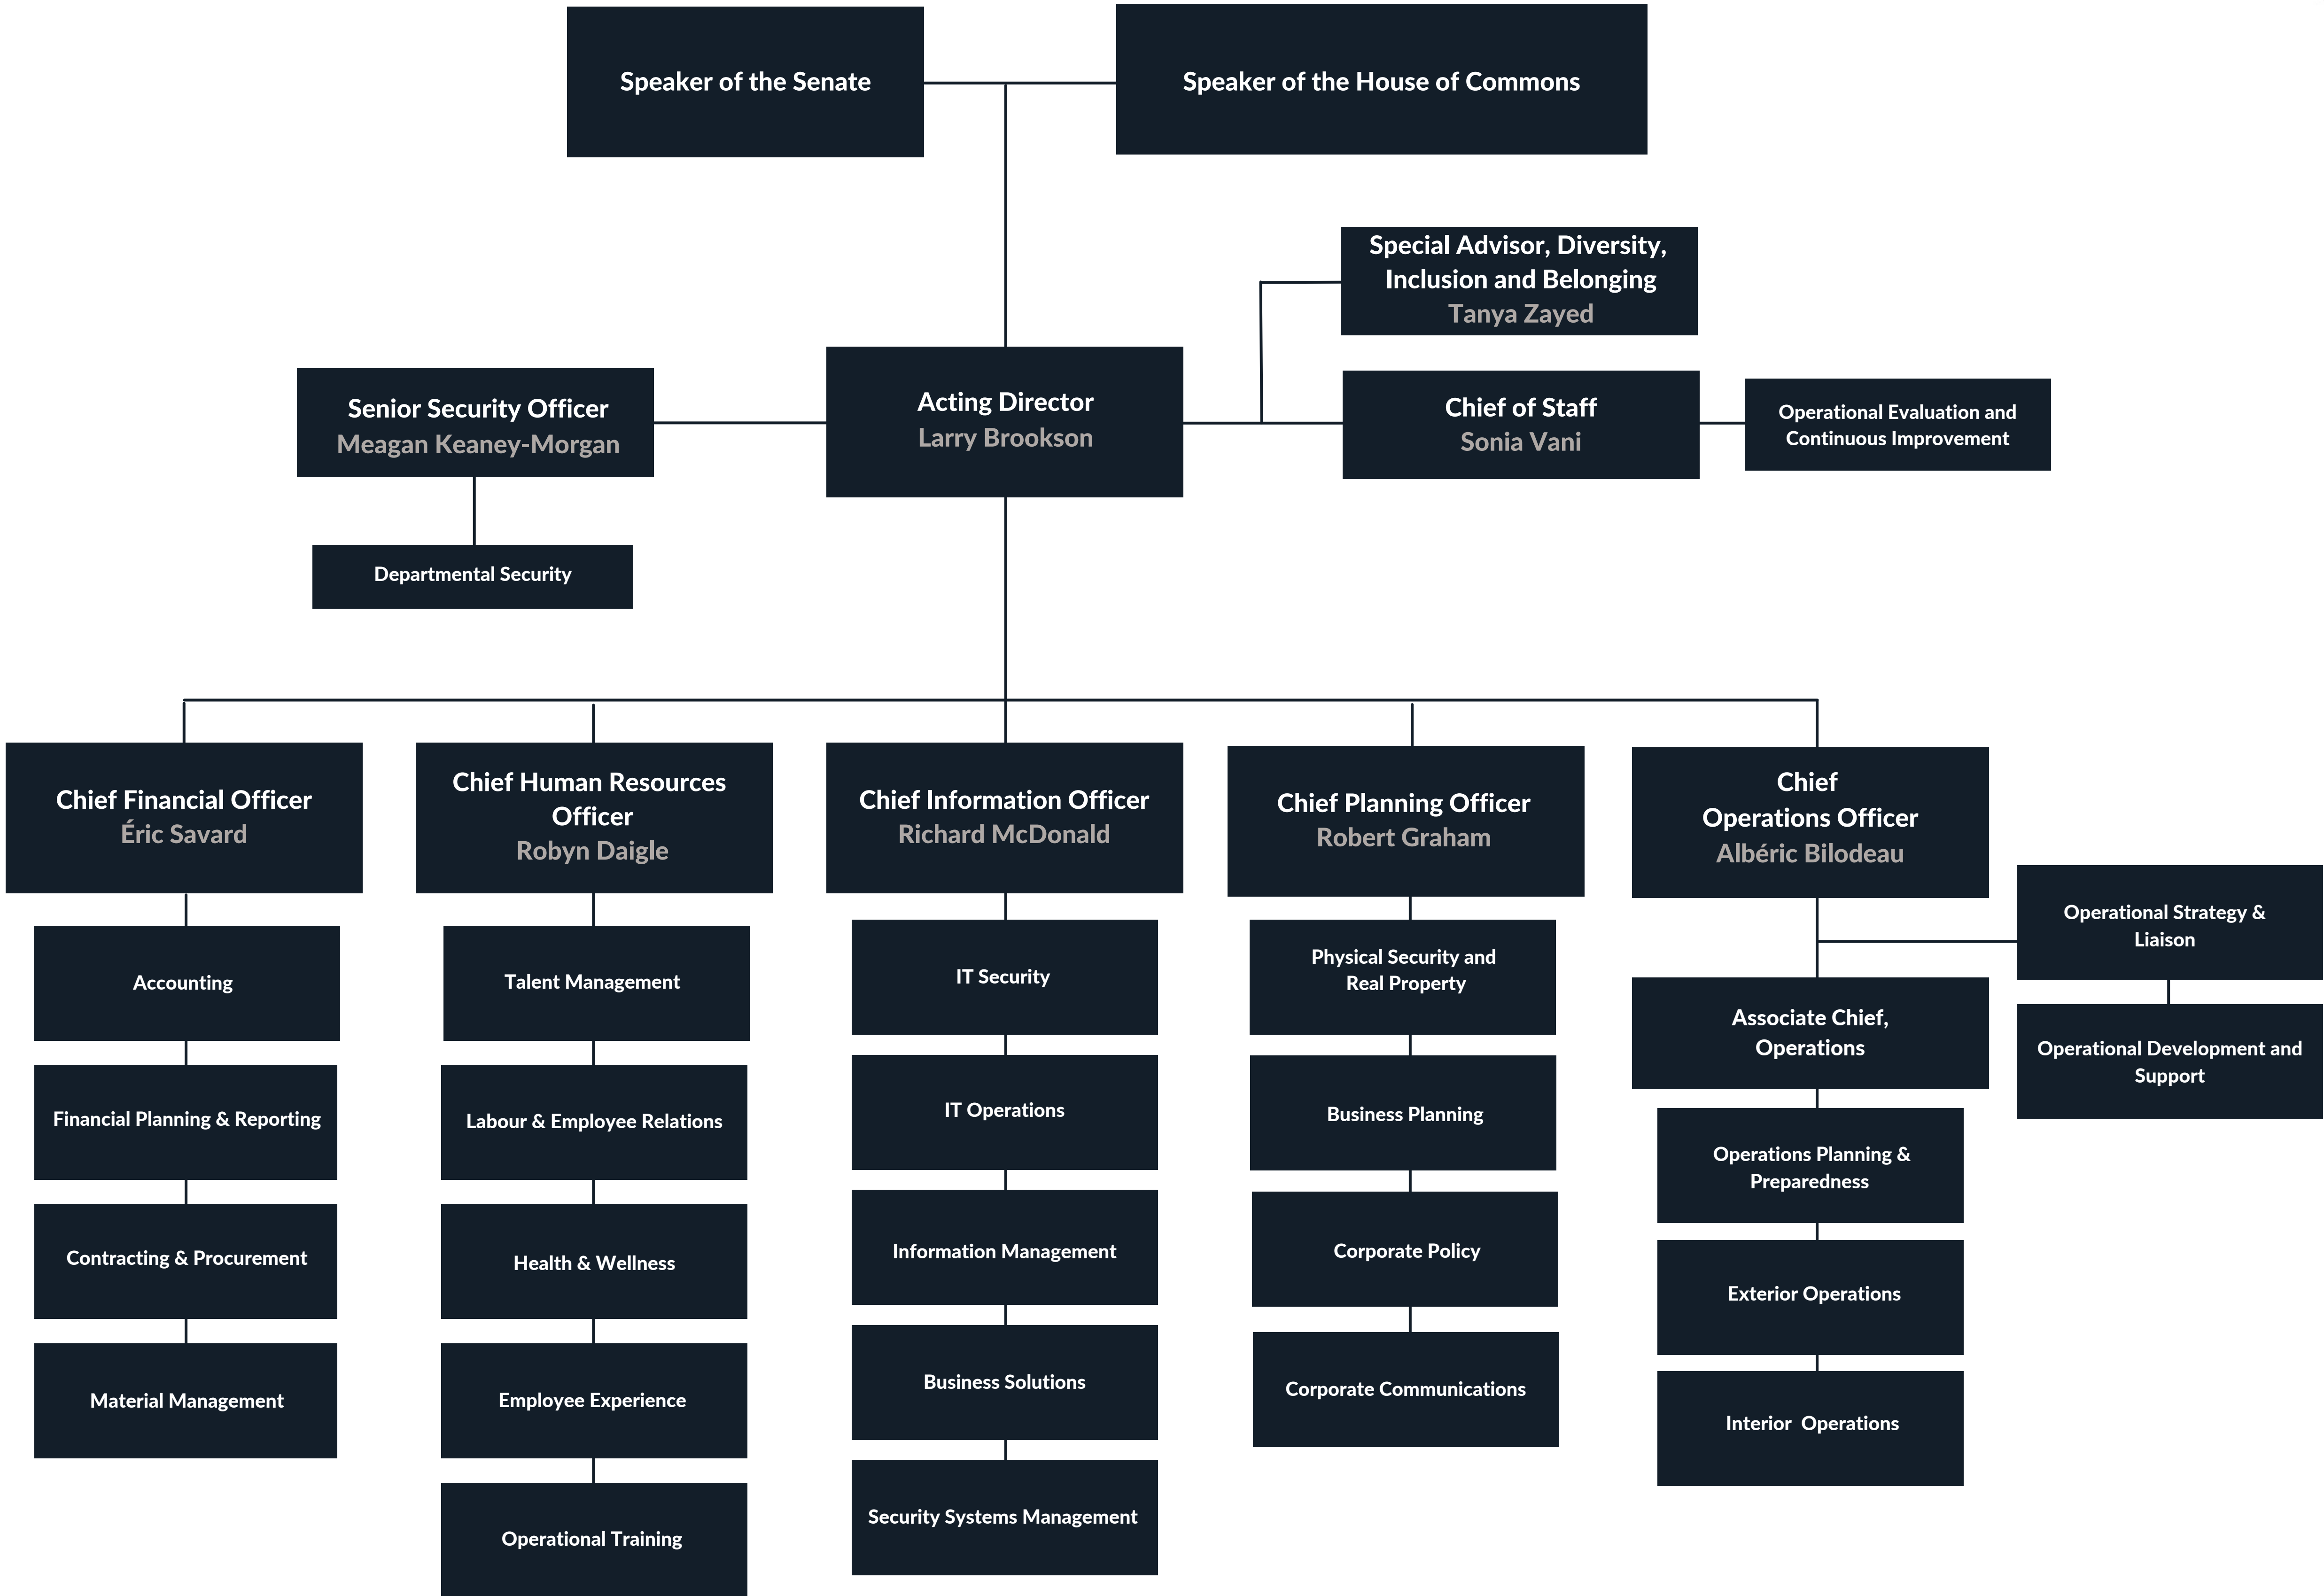 Speaker of the Senate
Speaker of the House of Commons
Special Advisor, Diversity,
Inclusion and Belonging
Tanya Zayed
Senior Security Officer
Meagan Keaney-Morgan
Acting Director
Larry Brookson
Chief of Staff
Sonia Vani
Operational Evaluation and
Continuous Improvement
Departmental Security
Chief Financial Officer
Éric Savard
Chief Human Resources
Officer
Robyn Daigle
Chief Information Officer
Richard McDonald
Chief Planning Officer
Robert Graham
Chief
Operations Officer
Albéric Bilodeau
Accounting
Financial Planning & Reporting
Contracting & Procurement
Material Management
Talent Management
Labour & Employee Relations
Health & Wellness
Employee Experience
Operational Training
IT Security
IT Operations
Information Management
Business Solutions
Security Systems Management
Physical Security and
Real Property
Business Planning
Corporate Policy
Corporate Communications
Operational Strategy &
Liaison
Operational Development and
Support
Associate Chief,
Operations
Operations Planning &
Preparedness
Exterior Operations
Interior  Operations